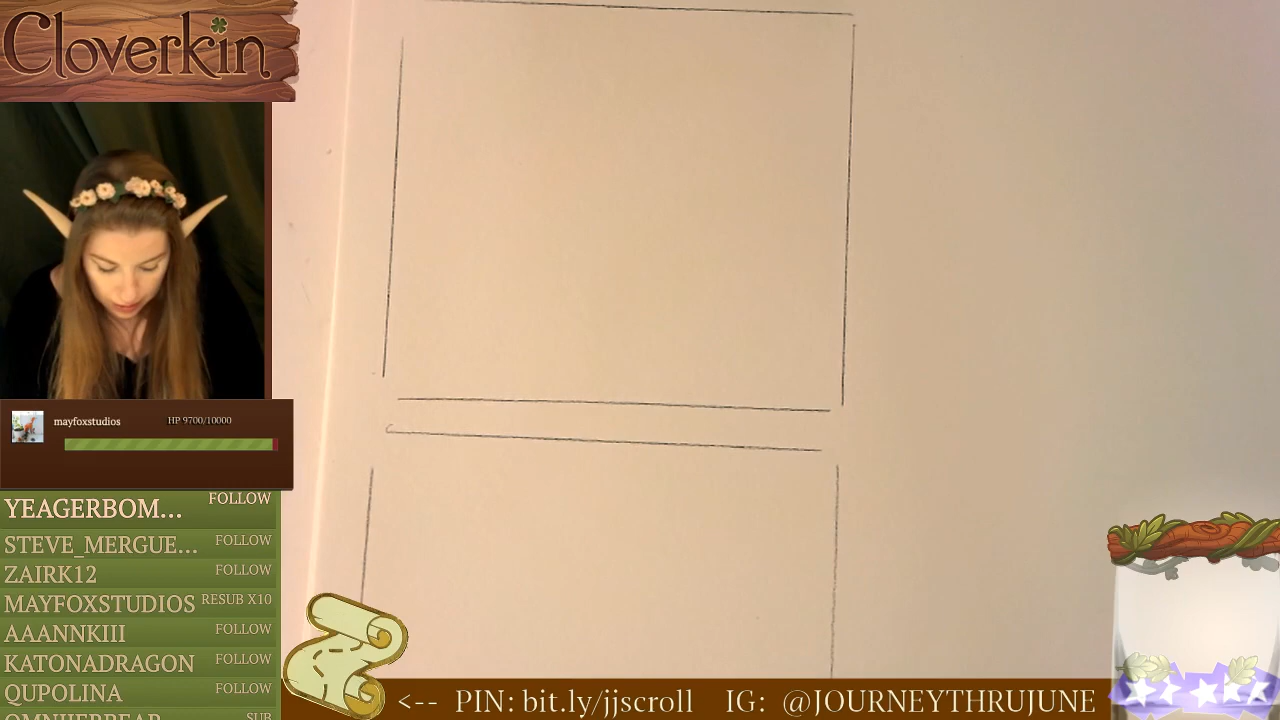 Cloverkin
mayfoxstudios HP 9700/10000
YEAGERBOM... FOLLOW
STEVE_MERGUE... FOLLOW
ZAIRK12 FOLLOW
MAYFOXSTUDIOS RESUB X10
AAANNKIII FOLLOW
KATONADRAGON FOLLOW
QUPOLINA FOLLOW
SUB
<-- PIN: bit.ly/jjscroll IG: @JOURNEYTHRUJUNE